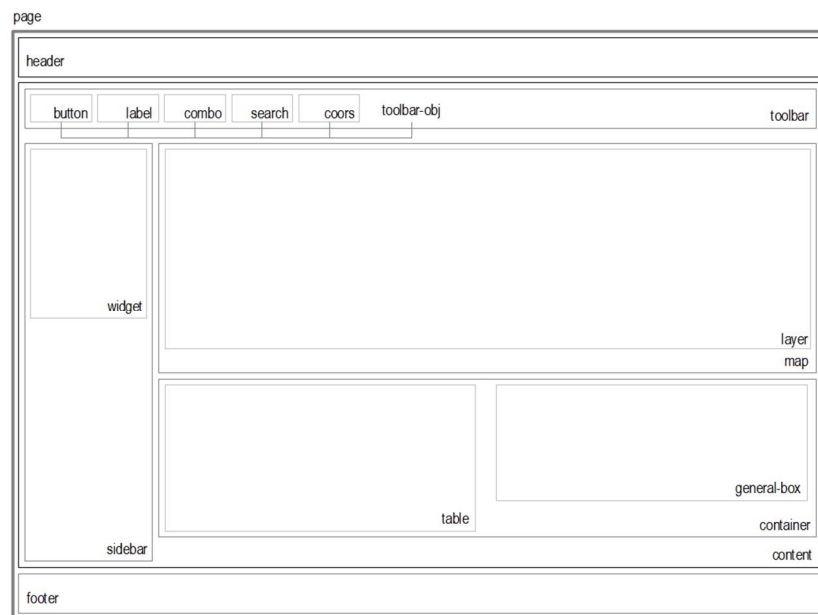 page
header
button
label
combo
search
coors
toolbar-obj
toolbar
widget
layer
map
general-box
table
container
sidebar
content
footer